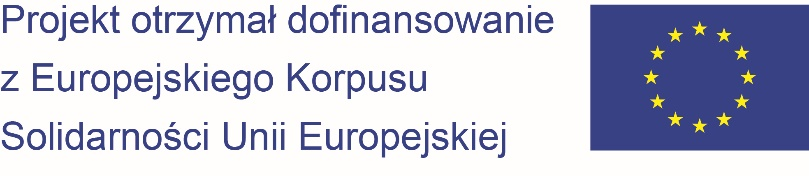 Projekt otrzymał dofinansowanie
z Europejskiego Korpusu
Solidarności Unii Europejskiej